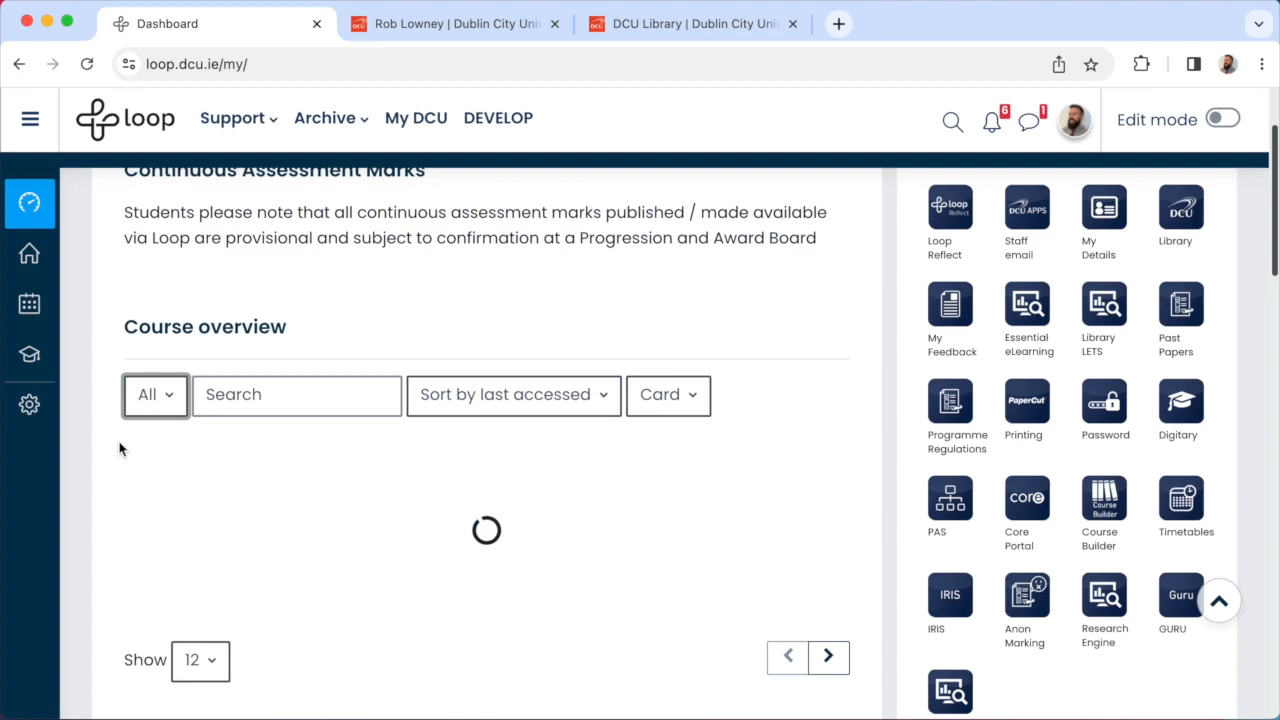 Dashboard
Rob Lowney | Dublin City Uni
DCU Library | Dublin City Uni
loop.dcu.ie/my/
loop
Support
Archive
My DCU
DEVELOP
6
1
Edit mode
Continuous Assessment Marks
Students please note that all continuous assessment marks published / made available
via Loop are provisional and subject to confirmation at a Progression and Award Board
Course overview
All
Search
Sort by last accessed
Card
Show
12
loop
Reflect
Loop
Reflect
DCU APPS
Staff
email
My
Details
DCU
Library
My
Feedback
Essential
eLearning
Library
LETS
Past
Papers
Programme
Regulations
PaperCut
Printing
Password
Digitary
PAS
core
Core
Portal
Course
Builder
Course
Builder
Timetables
IRIS
IRIS
Anon
Marking
Research
Engine
Guru
GURU